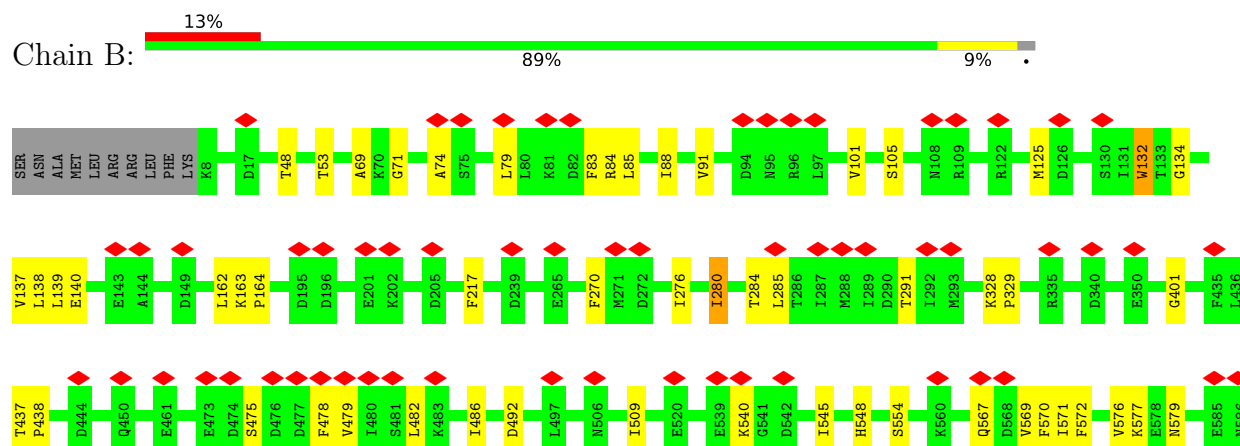 13%
Chain B:
89% 9% •
SER ASN ALA MET LEU ARG ARG LEU PHE LYS K8 D17 T48 T53 A69 K70 G71 A74 S75 L79 L80 K81 D82 F83 R84 L85 I88 V91 D94 N95 R96 L97 V101 S105 N108 R109 R122 M125 D126 S130 I131 W132 T133 G134
V137 L138 L139 E140 E143 A144 D149 L162 K163 P164 D195 D196 E201 K202 D205 F217 D239 E265 F270 M271 D272 I276 I280 T284 L285 T286 I287 M288 I289 D290 T291 I292 M293 K328 P329 R335 D340 E350 G401 F435 L436
T437 P438 D444 Q450 E461 E473 D474 S475 D476 D477 F478 V479 I480 S481 L482 K483 I486 D492 L497 N506 I509 E520 E539 K540 G541 D542 I545 H548 S554 K560 Q567 D568 V569 F570 I571 F572 V576 K577 E578 N579 E585 N586